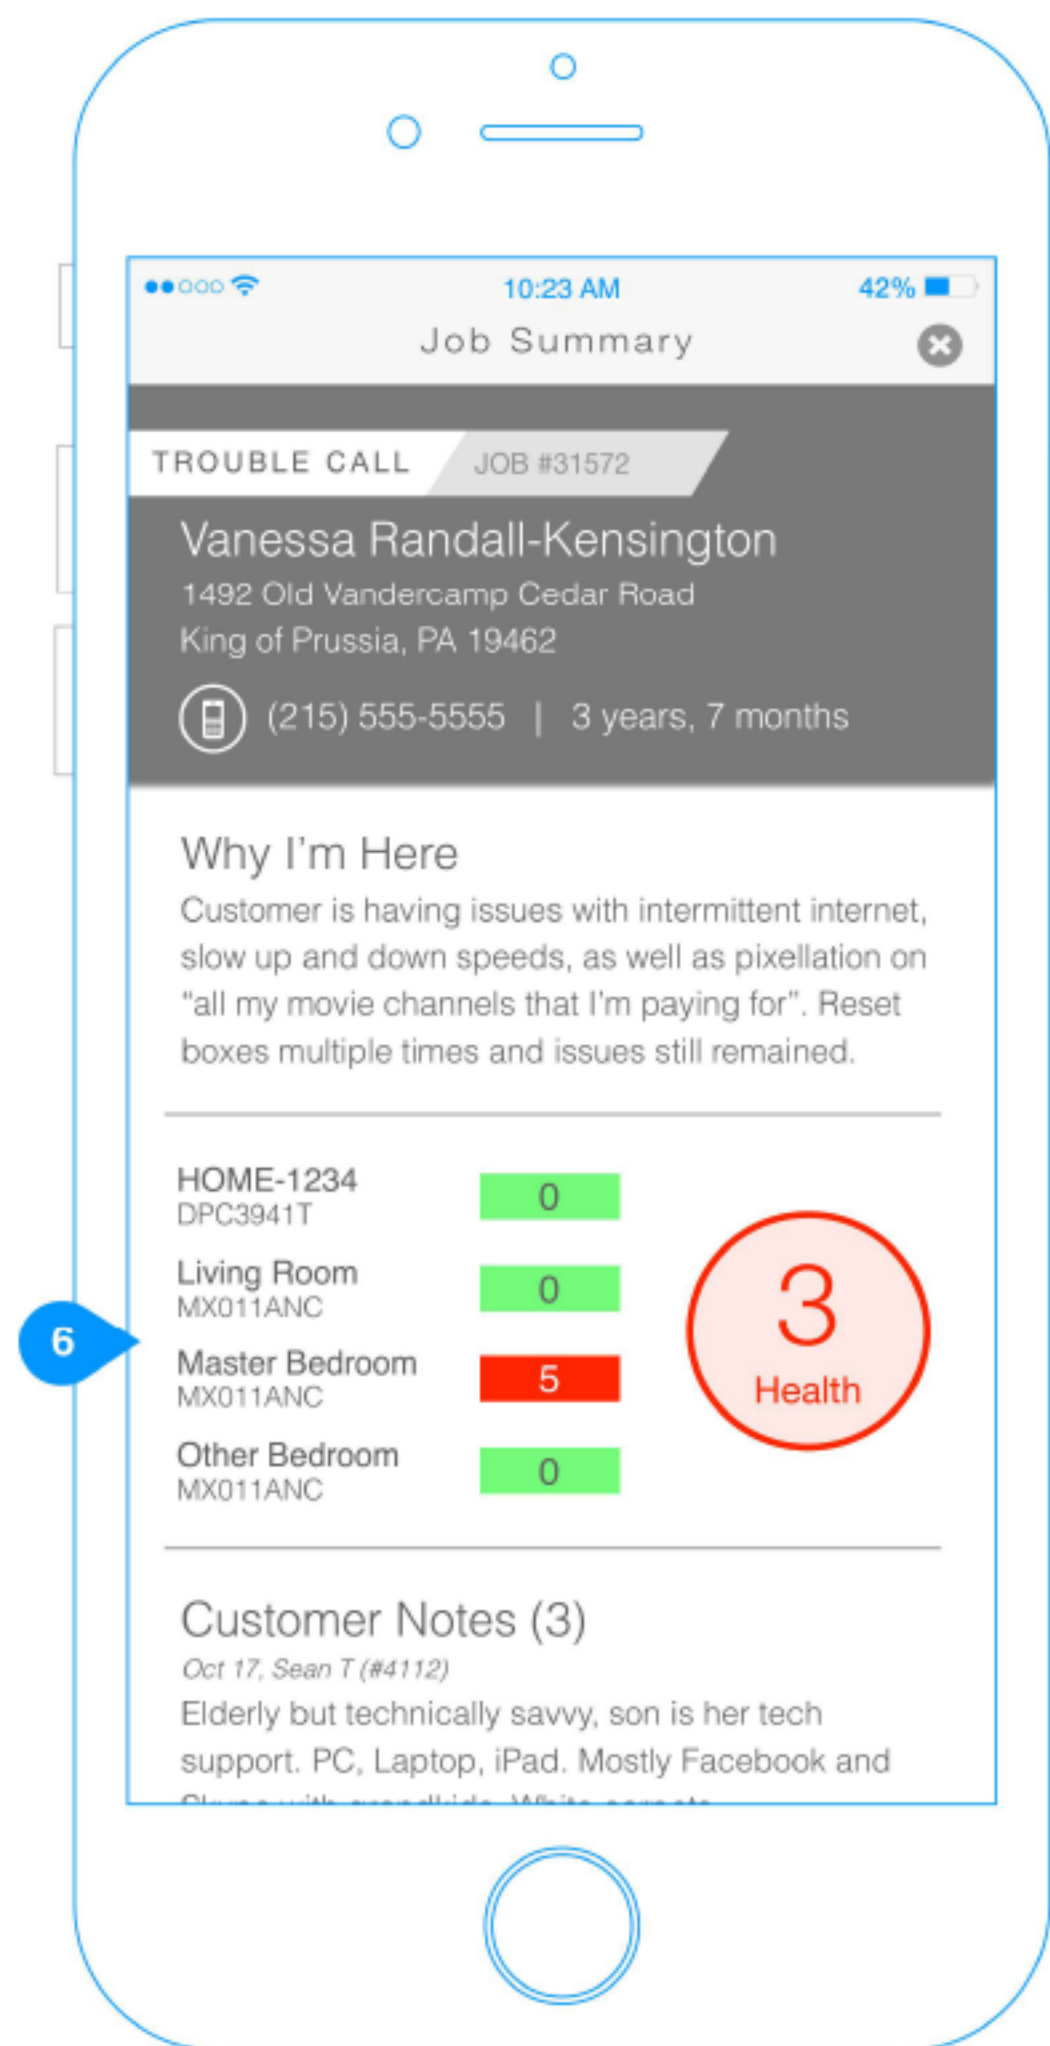 10:23 AM
42%
Job Summary
TROUBLE CALL
JOB #31572
Vanessa Randall-Kensington
1492 Old Vandercamp Cedar Road
King of Prussia, PA 19462
(215) 555-5555 | 3 years, 7 months
Why I'm Here
Customer is having issues with intermittent internet,
slow up and down speeds, as well as pixellation on
"all my movie channels that I'm paying for". Reset
boxes multiple times and issues still remained.
HOME-1234
DPC3941T
0
Living Room
MX011ANC
0
6
Master Bedroom
MX011ANC
5
Other Bedroom
MX011ANC
0
3
Health
Customer Notes (3)
Oct 17, Sean T (#4112)
Elderly but technically savvy, son is her tech
support. PC, Laptop, iPad. Mostly Facebook and